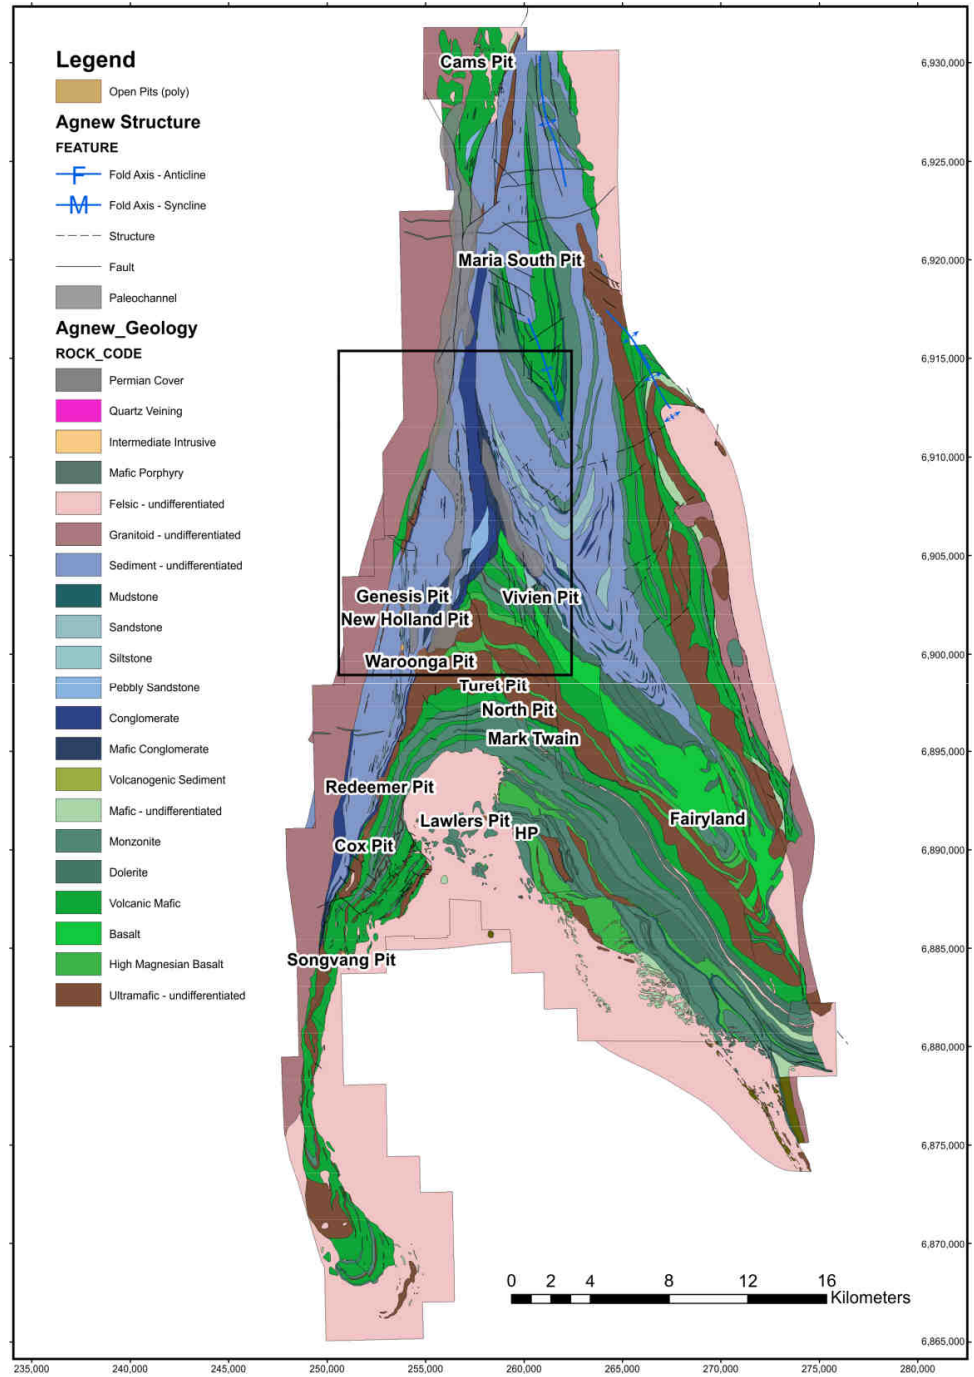 Legend
Open Pits (poly)
Agnew Structure
FEATURE
F Fold Axis - Anticline
M Fold Axis - Syncline
Structure
Fault
Paleochannel
Agnew_Geology
ROCK_CODE
Permian Cover
Quartz Veining
Intermediate Intrusive
Mafic Porphyry
Felsic - undifferentiated
Granitoid - undifferentiated
Sediment - undifferentiated
Mudstone
Sandstone
Siltstone
Pebbly Sandstone
Conglomerate
Mafic Conglomerate
Volcanogenic Sediment
Mafic - undifferentiated
Monzonite
Dolerite
Volcanic Mafic
Basalt
High Magnesian Basalt
Ultramafic - undifferentiated
Cams Pit
Maria South Pit
Genesis Pit
Vivien Pit
New Holland Pit
Waroonga Pit
Turet Pit
North Pit
Mark Twain
Redeemer Pit
Lawlers Pit
Fairyland
HP
Cox Pit
Songvang Pit
6,930,000
6,925,000
6,920,000
6,915,000
6,910,000
6,905,000
6,900,000
6,895,000
6,890,000
6,885,000
6,880,000
6,875,000
6,870,000
6,865,000
0 2 4 8 12 16
Kilometers
235,000 240,000 245,000 250,000 255,000 260,000 265,000 270,000 275,000 280,000